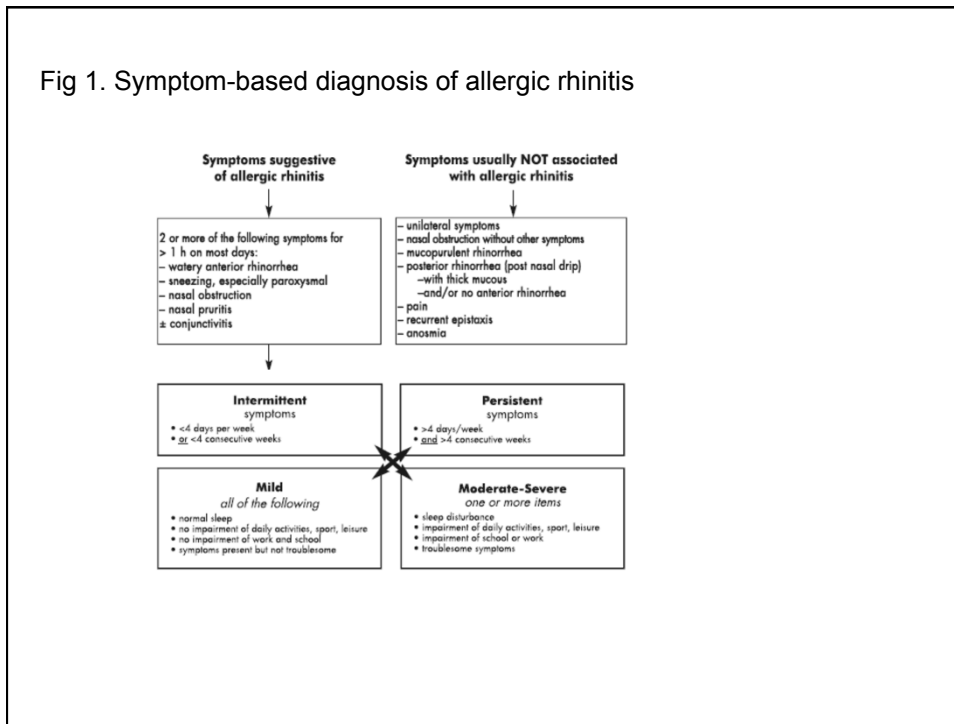 Fig 1. Symptom-based diagnosis of allergic rhinitis
Symptoms suggestive
of allergic rhinitis
2 or more of the following symptoms for
> 1 h on most days:
– watery anterior rhinorrhea
– sneezing, especially paroxysmal
– nasal obstruction
– nasal pruritis
± conjunctivitis
Symptoms usually NOT associated
with allergic rhinitis
– unilateral symptoms
– nasal obstruction without other symptoms
– mucopurulent rhinorrhea
– posterior rhinorrhea (post nasal drip)
–with thick mucous
–and/or no anterior rhinorrhea
– pain
– recurrent epistaxis
– anosmia
Intermittent
symptoms
• <4 days per week
• or <4 consecutive weeks
Persistent
symptoms
• >4 days/week
• and >4 consecutive weeks
Mild
all of the following
• normal sleep
• no impairment of daily activities, sport, leisure
• no impairment of work and school
• symptoms present but not troublesome
Moderate-Severe
one or more items
• sleep disturbance
• impairment of daily activities, sport, leisure
• impairment of school or work
• troublesome symptoms